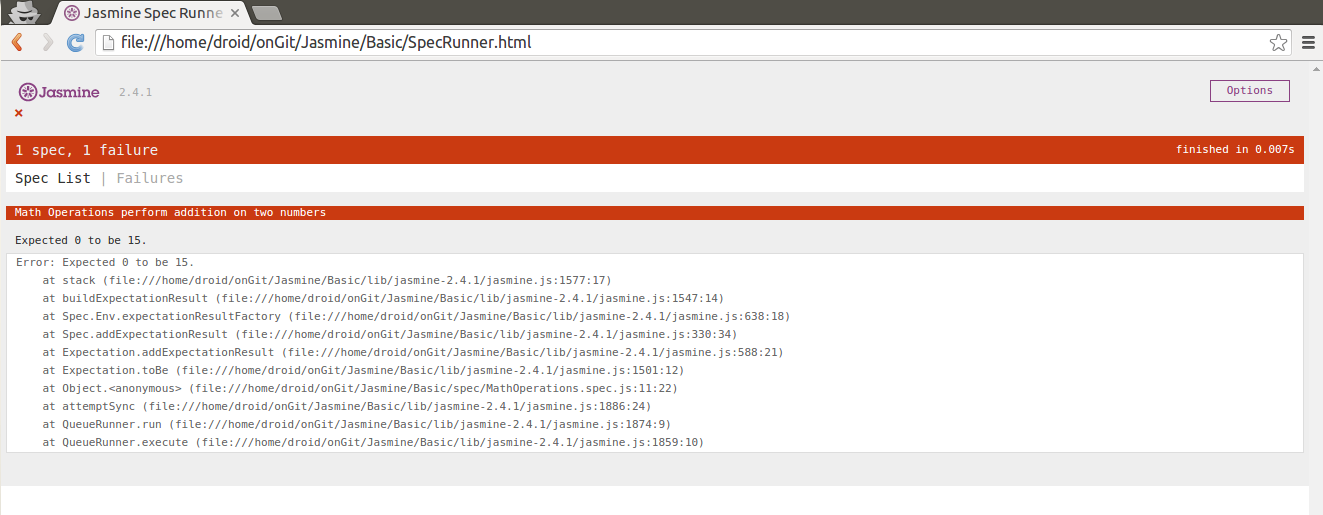 Jasmine Spec Runne
file:///home/droid/onGit/Jasmine/Basic/SpecRunner.html
Jasmine 2.4.1
Options
×
1 spec, 1 failure
finished in 0.007s
Spec List | Failures
Math Operations perform addition on two numbers
Expected 0 to be 15.
Error: Expected 0 to be 15.
at stack (file:///home/droid/onGit/Jasmine/Basic/lib/jasmine-2.4.1/jasmine.js:1577:17)
at buildExpectationResult (file:///home/droid/onGit/Jasmine/Basic/lib/jasmine-2.4.1/jasmine.js:1547:14)
at Spec.Env.expectationResultFactory (file:///home/droid/onGit/Jasmine/Basic/lib/jasmine-2.4.1/jasmine.js:638:18)
at Spec.addExpectationResult (file:///home/droid/onGit/Jasmine/Basic/lib/jasmine-2.4.1/jasmine.js:330:34)
at Expectation.addExpectationResult (file:///home/droid/onGit/Jasmine/Basic/lib/jasmine-2.4.1/jasmine.js:588:21)
at Expectation.toBe (file:///home/droid/onGit/Jasmine/Basic/lib/jasmine-2.4.1/jasmine.js:1501:12)
at Object.<anonymous> (file:///home/droid/onGit/Jasmine/Basic/spec/MathOperations.spec.js:11:22)
at attemptSync (file:///home/droid/onGit/Jasmine/Basic/lib/jasmine-2.4.1/jasmine.js:1886:24)
at QueueRunner.run (file:///home/droid/onGit/Jasmine/Basic/lib/jasmine-2.4.1/jasmine.js:1874:9)
at QueueRunner.execute (file:///home/droid/onGit/Jasmine/Basic/lib/jasmine-2.4.1/jasmine.js:1859:10)